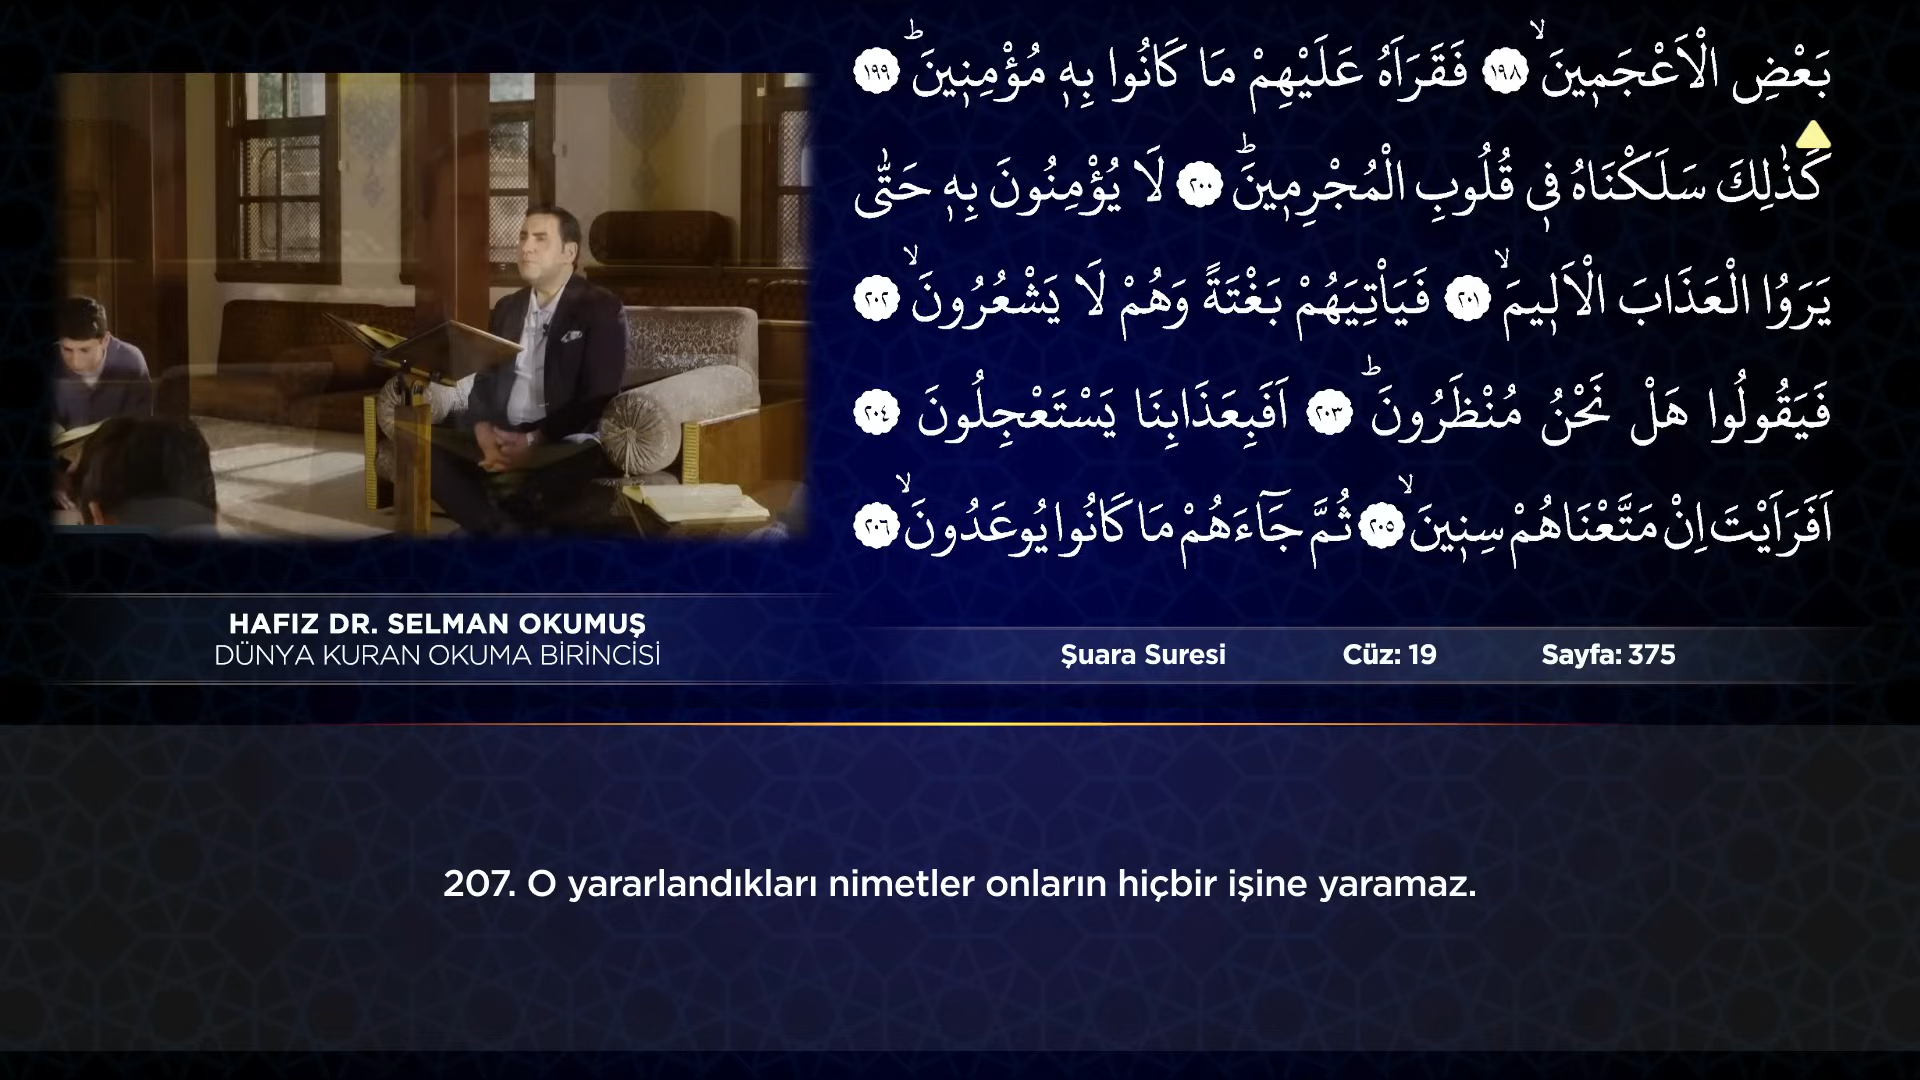 بَعْضِ الْاَعْجَمٖينَۙ ﴿١٩٨﴾ فَقَرَاَهُ عَلَيْهِمْ مَا كَانُوا بِهٖ مُؤْمِنٖينَۜ ﴿١٩٩﴾
كَذٰلِكَ سَلَكْنَاهُ فٖي قُلُوبِ الْمُجْرِمٖينَۜ ﴿٢٠٠﴾ لَا يُؤْمِنُونَ بِهٖ حَتّٰى
يَرَوُا الْعَذَابَ الْاَلٖيمَۙ ﴿٢٠١﴾ فَيَاْتِيَهُمْ بَغْتَةً وَهُمْ لَا يَشْعُرُونَۙ ﴿٢٠٢﴾
فَيَقُولُوا هَلْ نَحْنُ مُنْظَرُونَۜ ﴿٢٠٣﴾ اَفَبِعَذَابِنَا يَسْتَعْجِلُونَ ﴿٢٠٤﴾
اَفَرَاَيْتَ اِنْ مَتَّعْنَاهُمْ سِنٖينَۙ ﴿٢٠٥﴾ ثُمَّ جَٓاءَهُمْ مَا كَانُوا يُوعَدُونَۙ ﴿٢٠٦﴾
HAFIZ DR. SELMAN OKUMUŞ
DÜNYA KURAN OKUMA BİRİNCİSİ
Şuara Suresi Cüz: 19 Sayfa: 375
207. O yararlandıkları nimetler onların hiçbir işine yaramaz.